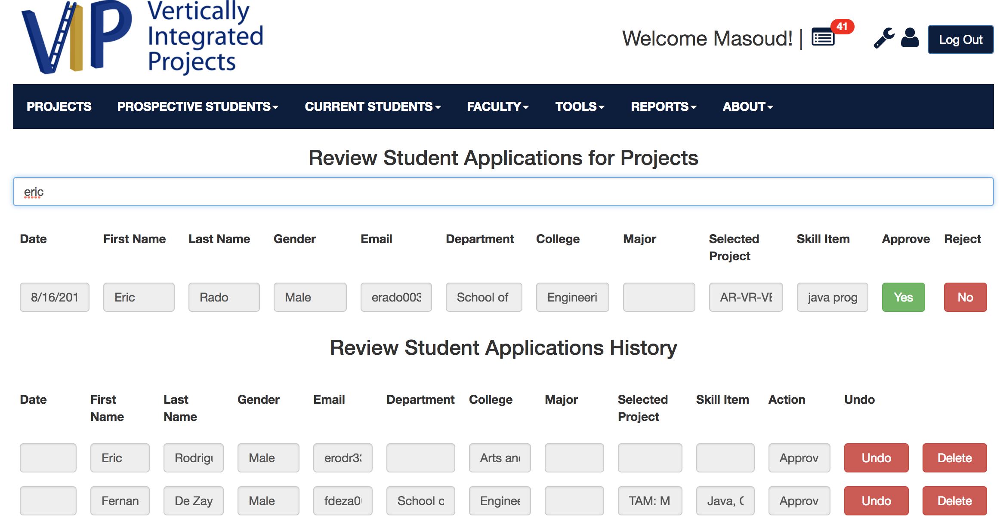 VIP
Vertically
Integrated
Projects
Welcome Masoud! | 41 Log Out
PROJECTS PROSPECTIVE STUDENTS CURRENT STUDENTS FACULTY TOOLS REPORTS ABOUT
Review Student Applications for Projects
eric
Date First Name Last Name Gender Email Department College Major Selected Project Skill Item Approve Reject
8/16/201 Eric Rado Male erado003 School of Engineeri AR-VR-VE java prog Yes No
Review Student Applications History
Date First Name Last Name Gender Email Department College Major Selected Project Skill Item Action Undo
Eric Rodrigu Male erodr33 Arts and Approv Undo Delete
Fernan De Zay Male fdeza0 School o Enginee TAM: M Java, Approv Undo Delete